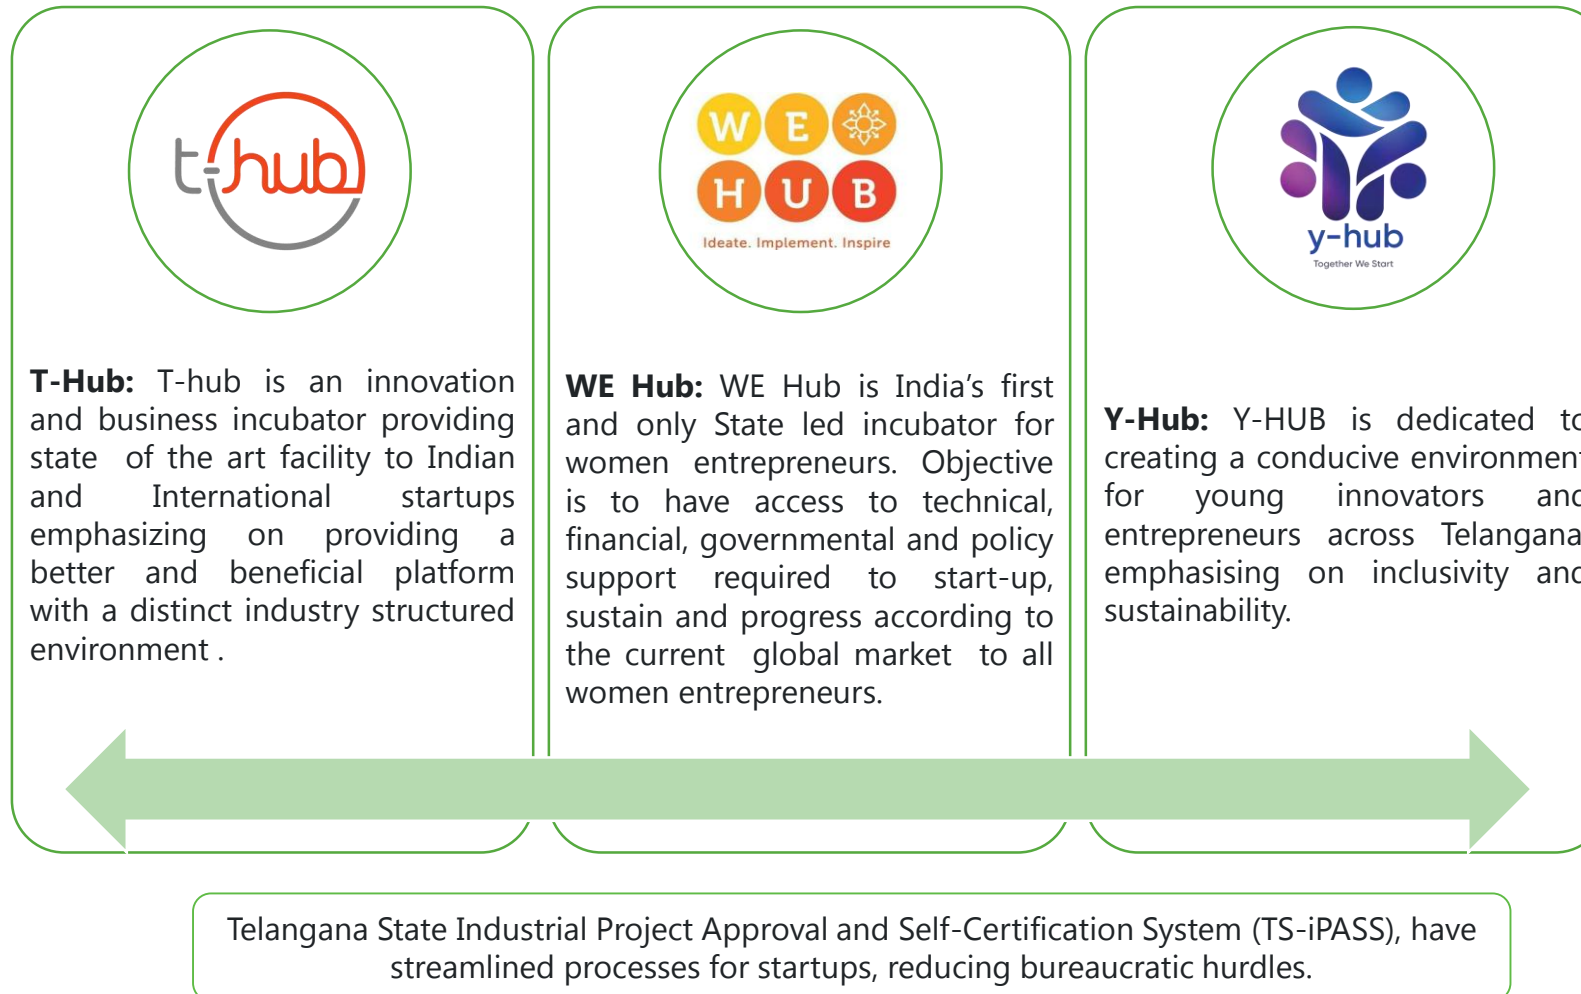 t-hub
T-Hub: T-hub is an innovation
and business incubator providing
state of the art facility to Indian
and International startups
emphasizing on providing a
better and beneficial platform
with a distinct industry structured
environment .
W E
H U B
Ideate. Implement. Inspire
WE Hub: WE Hub is India’s first
and only State led incubator for
women entrepreneurs. Objective
is to have access to technical,
financial, governmental and policy
support required to start-up,
sustain and progress according to
the current global market to all
women entrepreneurs.
y-hub
Together We Start
Y-Hub: Y-HUB is dedicated to
creating a conducive environment
for young innovators and
entrepreneurs across Telangana
emphasising on inclusivity and
sustainability.
Telangana State Industrial Project Approval and Self-Certification System (TS-iPASS), have
streamlined processes for startups, reducing bureaucratic hurdles.